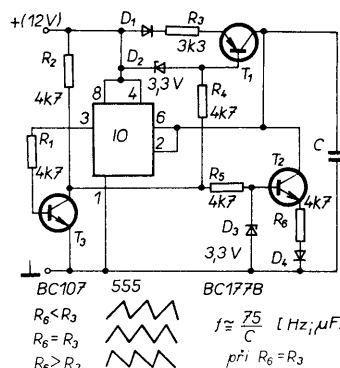 +(12V)
D₁
R₃
3k3
T₁
D₂
3,3V
R₂
4k7
8
4
R₄
4k7
3
6
IO
2
R₁
4k7
C
1
R₅
4k7
T₂
4k7
T₃
D₃
3,3V
R₆
D₄
BC107
555
BC177B
R₆<R₃
R₆=R₃
R₆>R₃
f≅ 75/C [Hz; μF]
při R₆=R₃